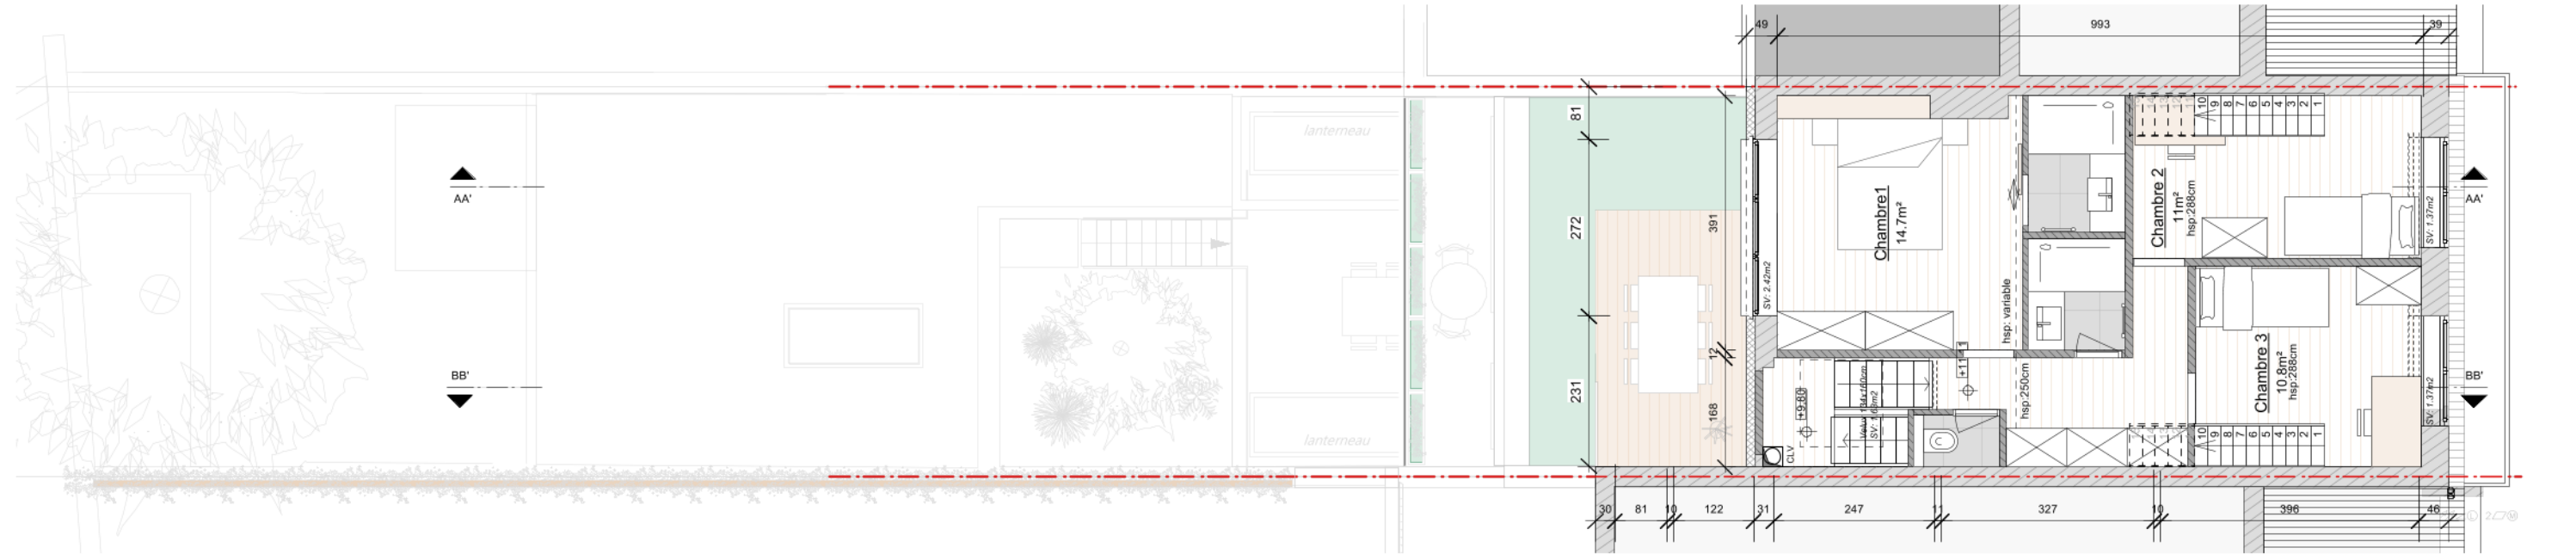 49
993
39
81
272
231
391
12
168
lanterneau
lanterneau
AA'
BB'
AA'
BB'
Chambre1
14.7m²
SV: 2.42m2
hsp: variable
hsp:250cm
Chambre 2
11m²
hsp:288cm
SV: 1.37m2
10
9
8
7
6
5
4
3
2
1
Chambre 3
10.8m²
hsp:288cm
SV: 1.37m2
10
9
8
7
6
5
4
3
2
1
+9.80
CLV
30
81
10
122
31
247
11
327
10
396
46